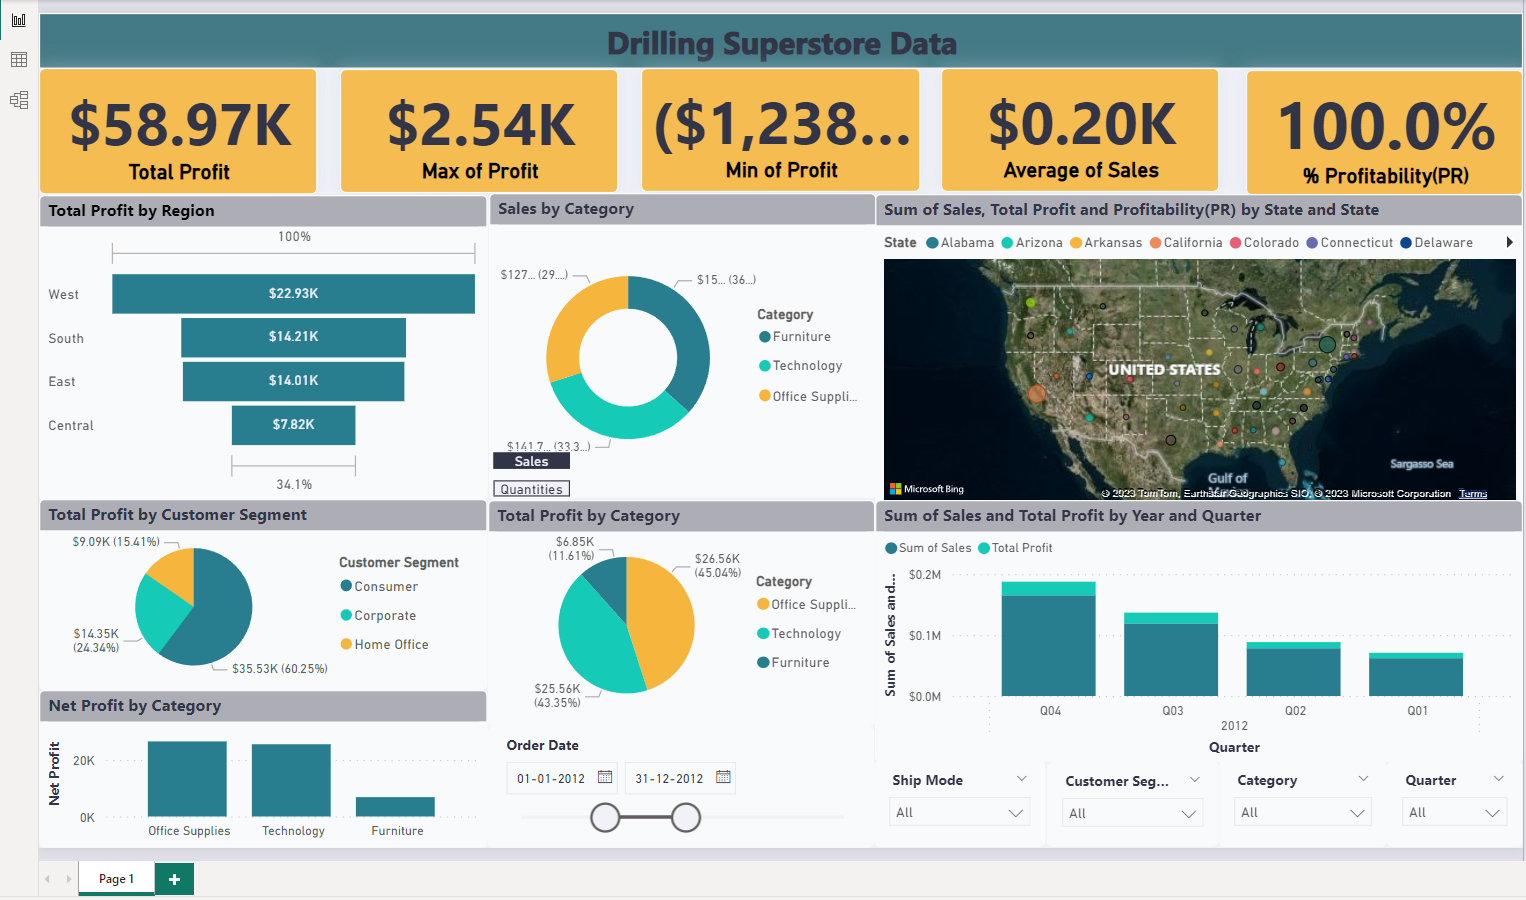 Drilling Superstore Data
$58.97K
Total Profit
$2.54K
Max of Profit
($1,238...
Min of Profit
$0.20K
Average of Sales
100.0%
% Profitability(PR)
Total Profit by Region
100%
West
$22.93K
South
$14.21K
East
$14.01K
Central
$7.82K
34.1%
Sales by Category
$127... (29....)
$15... (36...)
$141.7... (33.3...)
Category
Furniture
Technology
Office Suppli...
Sales
Quantities
Sum of Sales, Total Profit and Profitability(PR) by State and State
State Alabama Arizona Arkansas California Colorado Connecticut Delaware
UNITED STATES
Gulf of
Sargasso Sea
Microsoft Bing
© 2023 TomTom, Earthstar Geographics SIO, © 2023 Microsoft Corporation Terms
Total Profit by Customer Segment
$9.09K (15.41%)
$14.35K
(24.34%)
$35.53K (60.25%)
Customer Segment
Consumer
Corporate
Home Office
Total Profit by Category
$6.85K
(11.61%)
$26.56K
(45.04%)
$25.56K
(43.35%)
Category
Office Suppli...
Technology
Furniture
Sum of Sales and Total Profit by Year and Quarter
Sum of Sales Total Profit
Sum of Sales and...
$0.2M
$0.1M
$0.0M
Q04 Q03 Q02 Q01
2012
Quarter
Net Profit by Category
Net Profit
20K
0K
Office Supplies Technology Furniture
Order Date
01-01-2012 31-12-2012
Ship Mode
All
Customer Seg...
All
Category
All
Quarter
All
Page 1